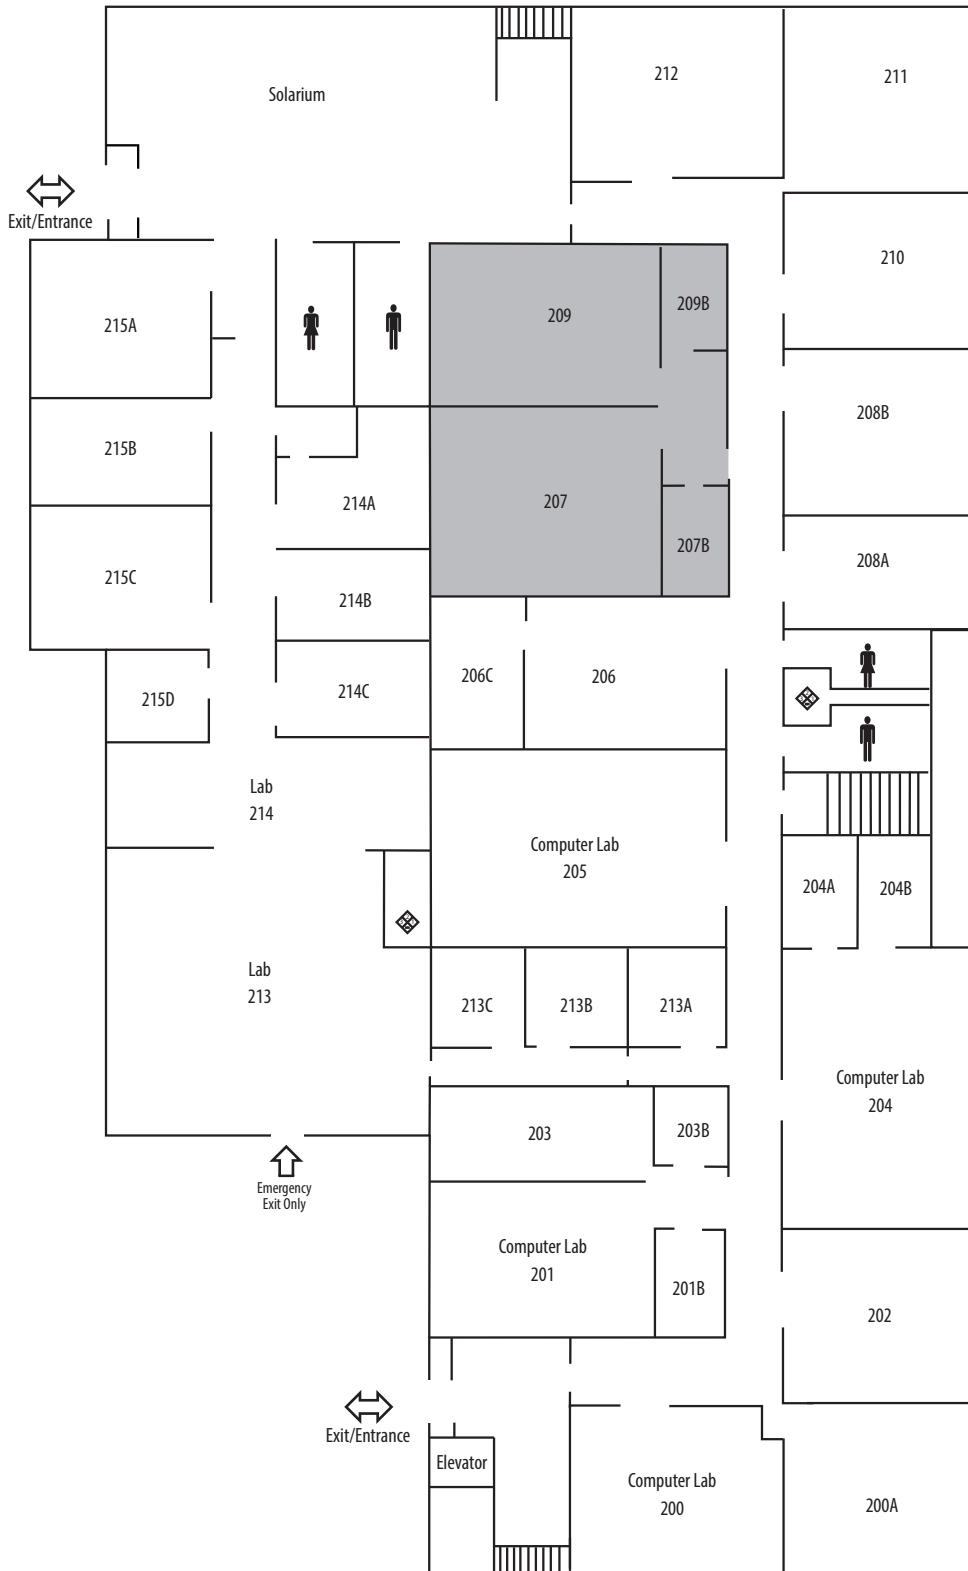 212
211
Solarium
Exit/Entrance
210
209
209B
215A
208B
215B
214A
207
207B
208A
215C
214B
206C
206
215D
214C
Lab
214
Computer Lab
205
204A
204B
Lab
213
213C
213B
213A
Computer Lab
204
203
203B
Emergency
Exit Only
Computer Lab
201
201B
202
Exit/Entrance
Elevator
Computer Lab
200
200A